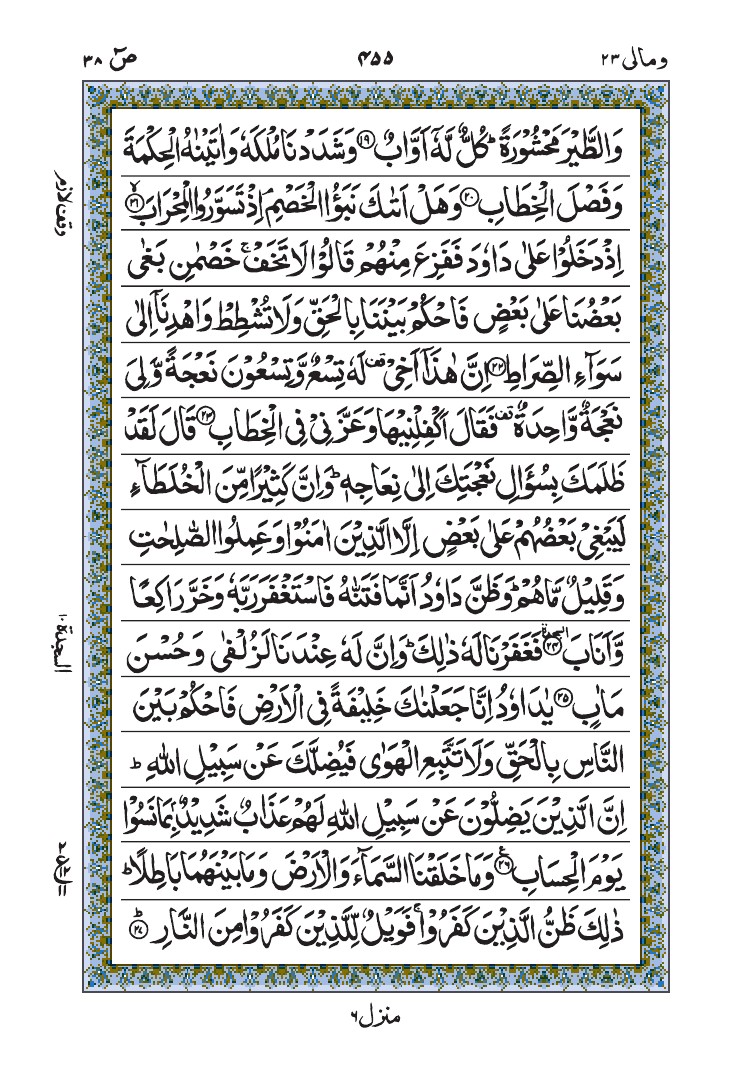 ومالی ۲۳ ۴۵۵ صٓ ۳۸
وَالطَّيْرَ مَحْشُوْرَةً ؕ كُلٌّ لَّهٗۤ اَوَّابٌ ۱۹ وَشَدَدْنَا مُلْكَهٗ وَاٰتَيْنٰهُ الْحِكْمَةَ
وَفَصْلَ الْخِطَابِ ۲۰ وَهَلْ اَتٰىكَ نَبَؤُا الْخَصْمِ ۘ اِذْ تَسَوَّرُوا الْمِحْرَابَ ۲۱
اِذْ دَخَلُوْا عَلٰى دَاوٗدَ فَفَزِعَ مِنْهُمْ قَالُوْا لَا تَخَفْ ۚ خَصْمٰنِ بَغٰى
بَعْضُنَا عَلٰى بَعْضٍ فَاحْكُمْ بَيْنَنَا بِالْحَقِّ وَلَا تُشْطِطْ وَاهْدِنَاۤ اِلٰى
سَوَآءِ الصِّرَاطِ ۲۲ اِنَّ هٰذَاۤ اَخِيْ ۫ لَهٗ تِسْعٌ وَّتِسْعُوْنَ نَعْجَةً وَّلِيَ
نَعْجَةٌ وَّاحِدَةٌ ۫ فَقَالَ اَكْفِلْنِيْهَا وَعَزَّنِيْ فِى الْخِطَابِ ۲۳ قَالَ لَقَدْ
ظَلَمَكَ بِسُؤَالِ نَعْجَتِكَ اِلٰى نِعَاجِهٖ ؕ وَاِنَّ كَثِيْرًا مِّنَ الْخُلَطَآءِ
لَيَبْغِيْ بَعْضُهُمْ عَلٰى بَعْضٍ اِلَّا الَّذِيْنَ اٰمَنُوْا وَعَمِلُوا الصّٰلِحٰتِ
وَقَلِيْلٌ مَّا هُمْ ؕ وَظَنَّ دَاوٗدُ اَنَّمَا فَتَنّٰهُ فَاسْتَغْفَرَ رَبَّهٗ وَخَرَّ رَاكِعًا
وَّاَنَابَ ۩ ۲۴ فَغَفَرْنَا لَهٗ ذٰلِكَ ؕ وَاِنَّ لَهٗ عِنْدَنَا لَزُلْفٰى وَحُسْنَ
مَاٰبٍ ۲۵ يٰدَاوٗدُ اِنَّا جَعَلْنٰكَ خَلِيْفَةً فِى الْاَرْضِ فَاحْكُمْ بَيْنَ
النَّاسِ بِالْحَقِّ وَلَا تَتَّبِعِ الْهَوٰى فَيُضِلَّكَ عَنْ سَبِيْلِ اللّٰهِ ؕ
اِنَّ الَّذِيْنَ يَضِلُّوْنَ عَنْ سَبِيْلِ اللّٰهِ لَهُمْ عَذَابٌ شَدِيْدٌۢ بِمَا نَسُوْا
يَوْمَ الْحِسَابِ ۲۶ وَمَا خَلَقْنَا السَّمَآءَ وَالْاَرْضَ وَمَا بَيْنَهُمَا بَاطِلًا ؕ
ذٰلِكَ ظَنُّ الَّذِيْنَ كَفَرُوْا ۚ فَوَيْلٌ لِّلَّذِيْنَ كَفَرُوْا مِنَ النَّارِ ؕ ۲۷
وقف لازم
السجدة ۱۰
منزل ۶